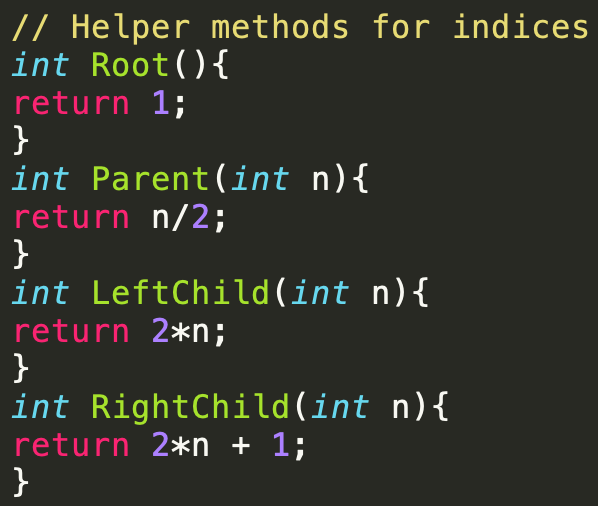 // Helper methods for indices
int Root(){
return 1;
}
int Parent(int n){
return n/2;
}
int LeftChild(int n){
return 2*n;
}
int RightChild(int n){
return 2*n + 1;
}